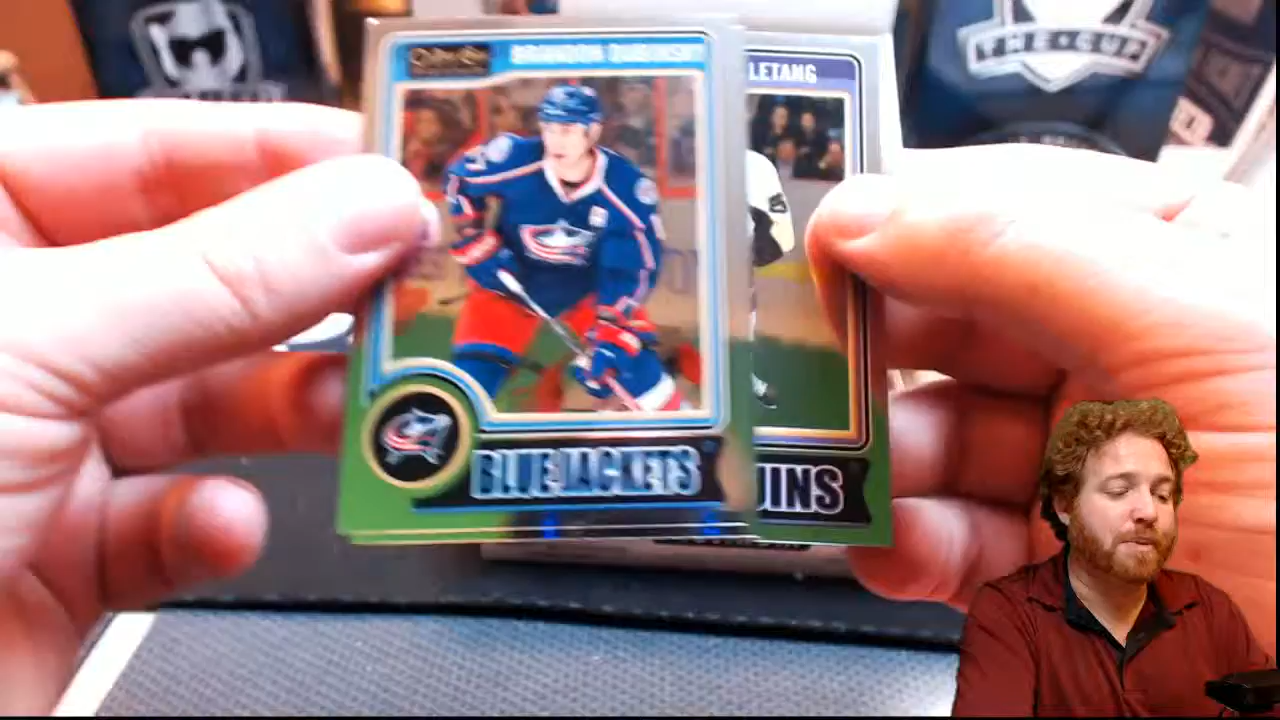 BRANDON DUBINSKY
LETANG
THE CUP
BLUE JACKETS
UINS